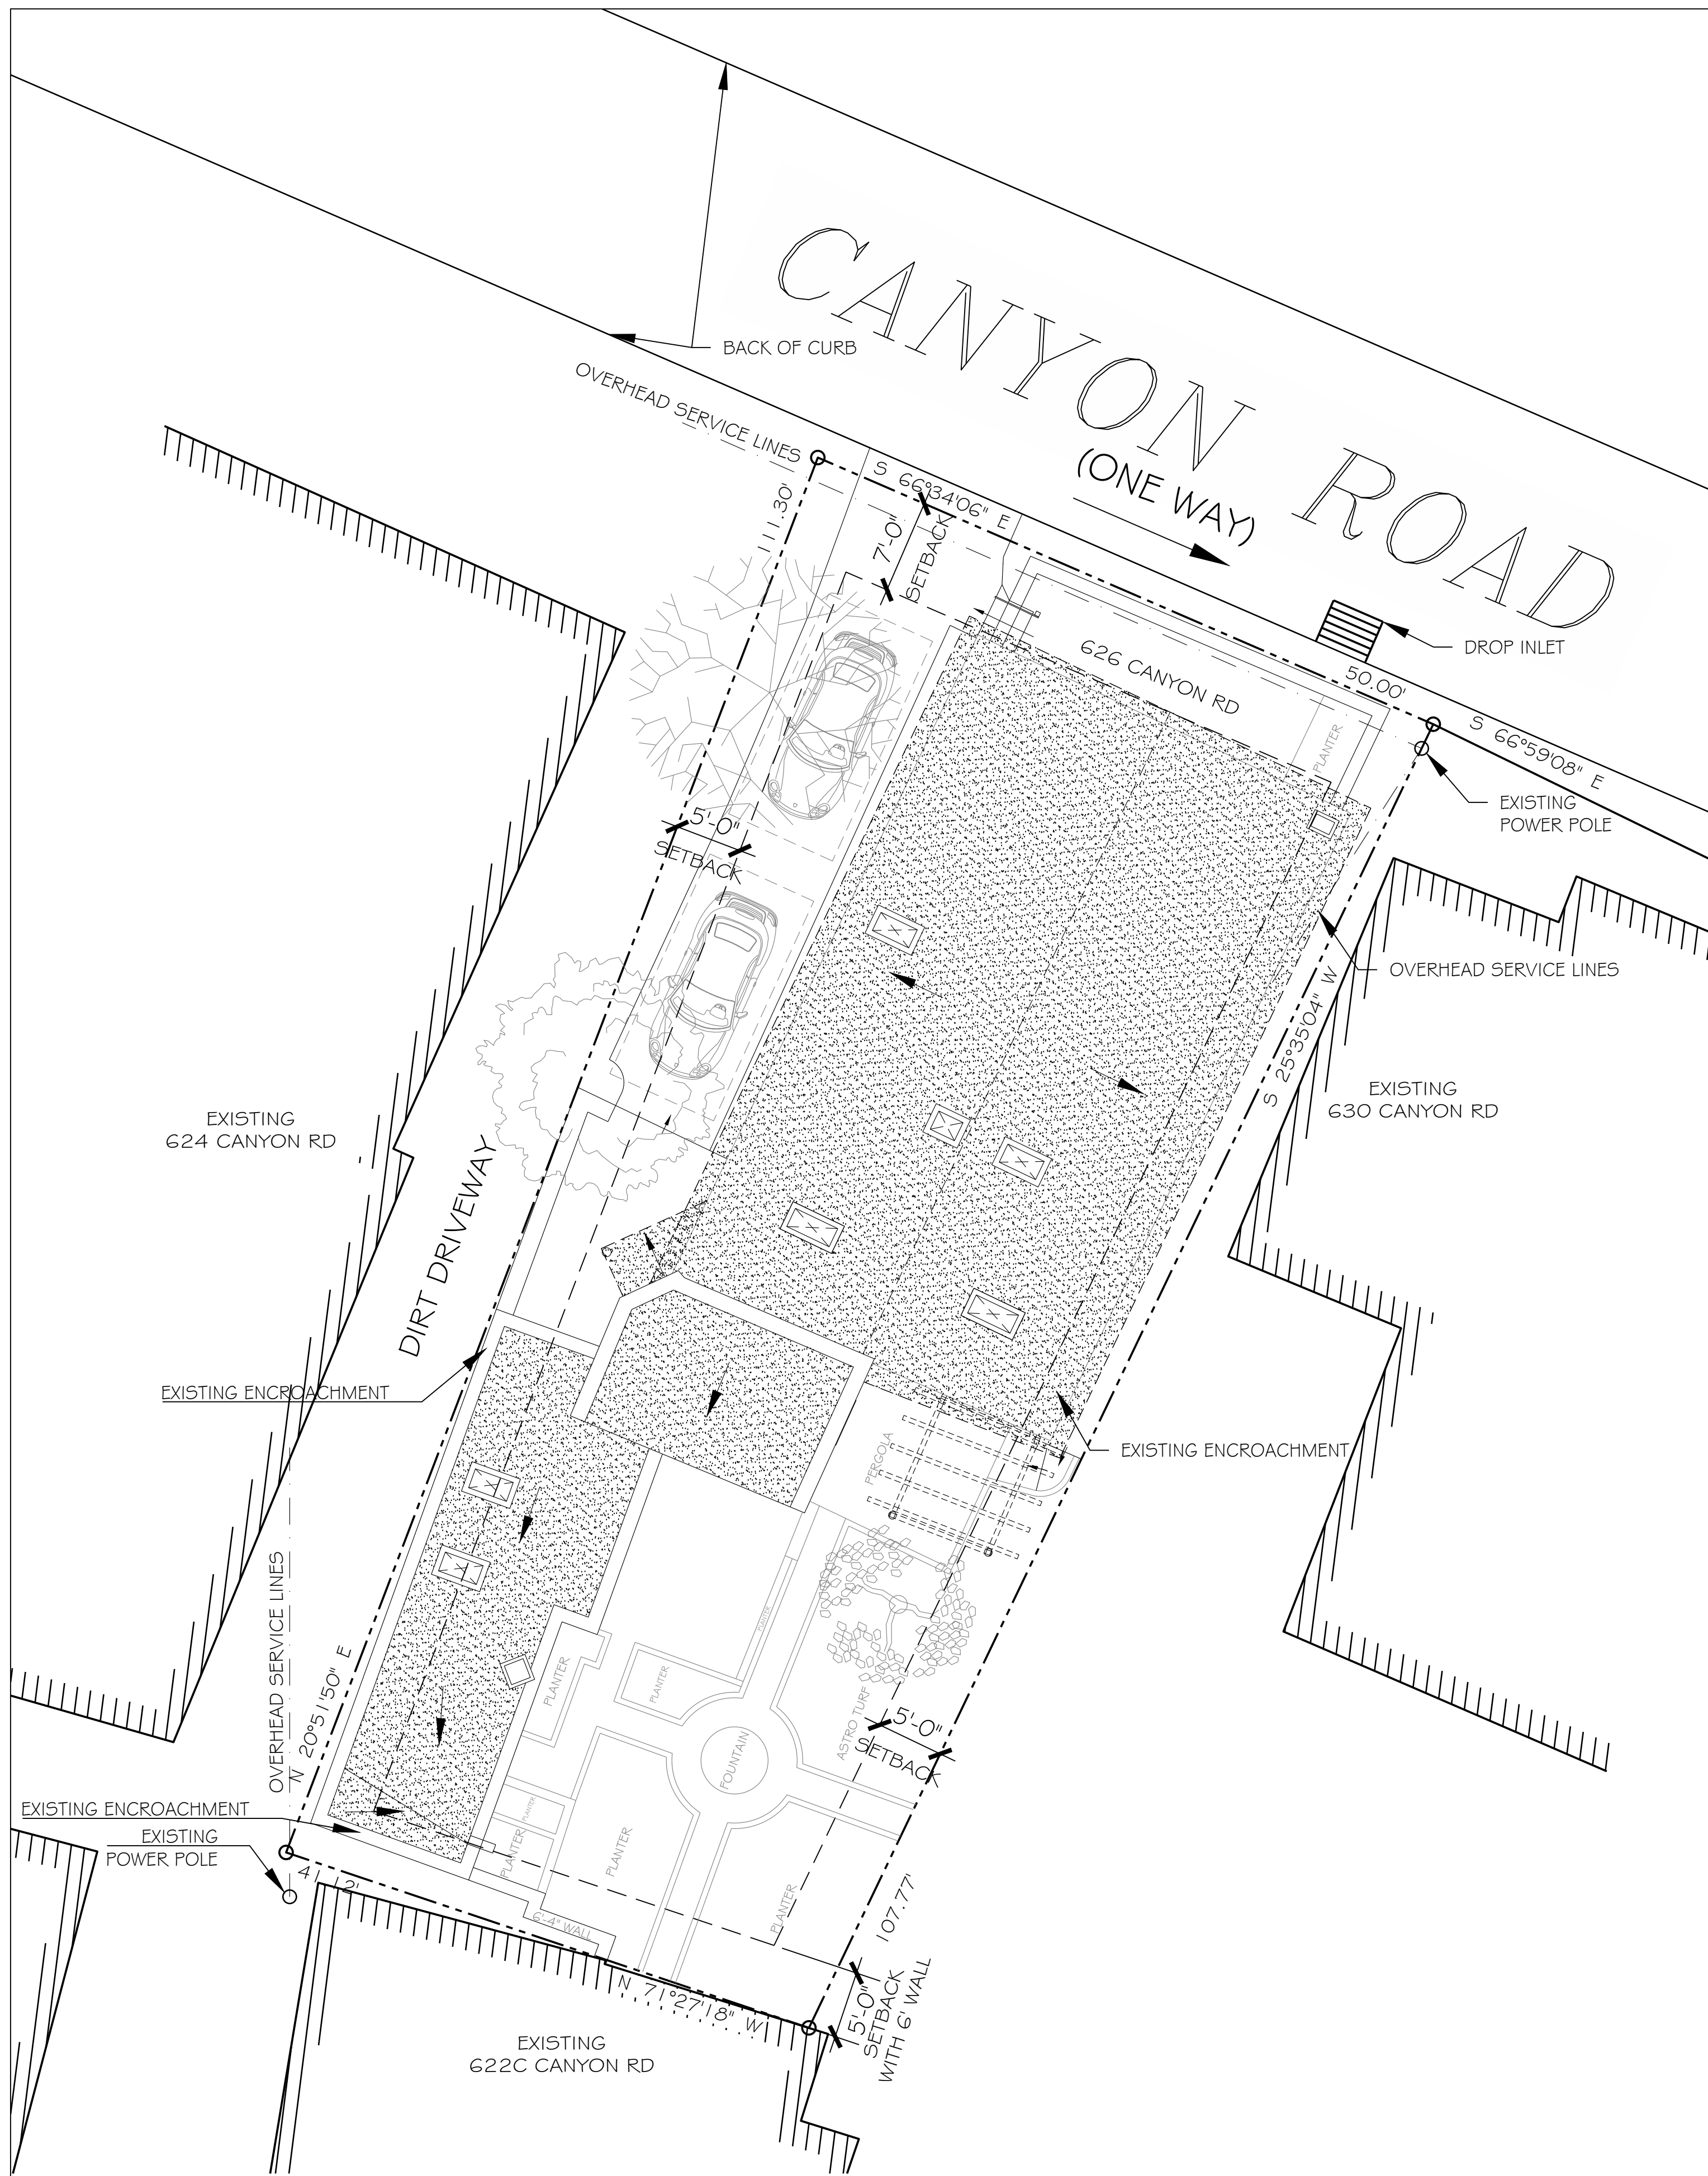 CANYON ROAD
(ONE WAY)
BACK OF CURB
OVERHEAD SERVICE LINES
S 66°34'06" E
111.30'
7'-0"
SETBACK
626 CANYON RD
DROP INLET
50.00'
S 66°59'08" E
PLANTER
EXISTING
POWER POLE
5'-0"
SETBACK
OVERHEAD SERVICE LINES
S 25°35'04" W
EXISTING
624 CANYON RD
EXISTING
630 CANYON RD
DIRT DRIVEWAY
EXISTING ENCROACHMENT
PERGOLA
EXISTING ENCROACHMENT
OVERHEAD SERVICE LINES
N 20°51'50" E
PLANTER
PLANTER
PLANTER
ASTRO TURF
5'-0"
SETBACK
FOUNTAIN
EXISTING ENCROACHMENT
EXISTING
POWER POLE
PLANTER
PLANTER
PLANTER
PLANTER
41.12'
6'-4" WALL
107.77'
N 71°27'18" W
5'-0"
SETBACK
WITH 6' WALL
EXISTING
622C CANYON RD